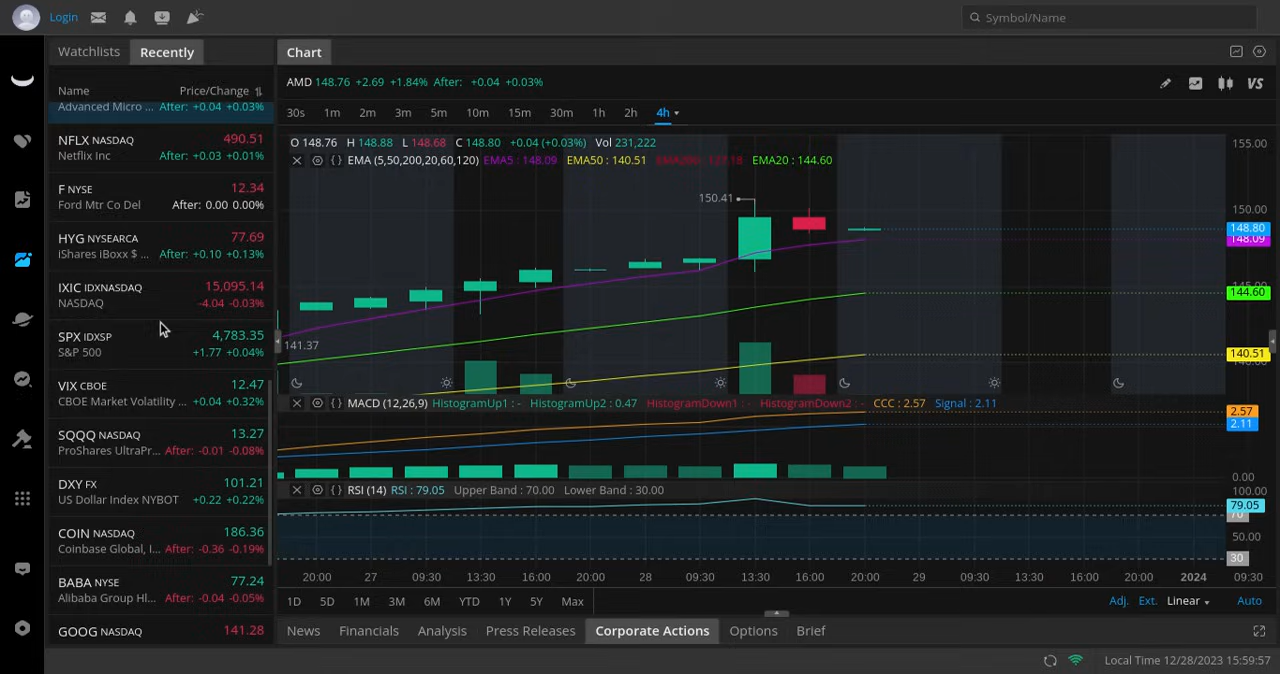 Login
Symbol/Name
Watchlists
Recently
Chart
Name
Price/Change
Advanced Micro ... After: +0.04 +0.03%
NFLX NASDAQ 490.51
Netflix Inc After: +0.03 +0.01%
F NYSE 12.34
Ford Mtr Co Del After: 0.00 0.00%
HYG NYSEARCA 77.69
iShares iBoxx $ ... After: +0.10 +0.13%
IXIC IDXNASDAQ 15,095.14
NASDAQ -4.04 -0.03%
SPX IDXSP 4,783.35
S&P 500 +1.77 +0.04%
VIX CBOE 12.47
CBOE Market Volatility ... +0.04 +0.32%
SQQQ NASDAQ 13.27
ProShares UltraPr... After: -0.01 -0.08%
DXY FX 101.21
US Dollar Index NYBOT +0.22 +0.22%
COIN NASDAQ 186.36
Coinbase Global, I... After: -0.36 -0.19%
BABA NYSE 77.24
Alibaba Group Hl... After: -0.04 -0.05%
GOOG NASDAQ 141.28
AMD 148.76 +2.69 +1.84% After: +0.04 +0.03%
VS
30s 1m 2m 3m 5m 10m 15m 30m 1h 2h 4h
O 148.76 H 148.88 L 148.68 C 148.80 +0.04 (+0.03%) Vol 231,222
EMA (5,50,200,20,60,120) EMA5 : 148.09 EMA50 : 140.51 EMA20 : 144.60
155.00
150.41
150.00
148.80
148.09
144.60
141.37
140.51
MACD (12,26,9) HistogramUp1 : - HistogramUp2 : 0.47 HistogramDown1 : - HistogramDown2 : - CCC : 2.57 Signal : 2.11
2.57
2.11
0.00
RSI (14) RSI : 79.05 Upper Band : 70.00 Lower Band : 30.00
100.00
79.05
70
50.00
30
20:00 27 09:30 13:30 16:00 20:00 28 09:30 13:30 16:00 20:00 29 09:30 13:30 16:00 20:00 2024 09:30
1D 5D 1M 3M 6M YTD 1Y 5Y Max
Adj. Ext. Linear Auto
News Financials Analysis Press Releases Corporate Actions Options Brief
Local Time 12/28/2023 15:59:57